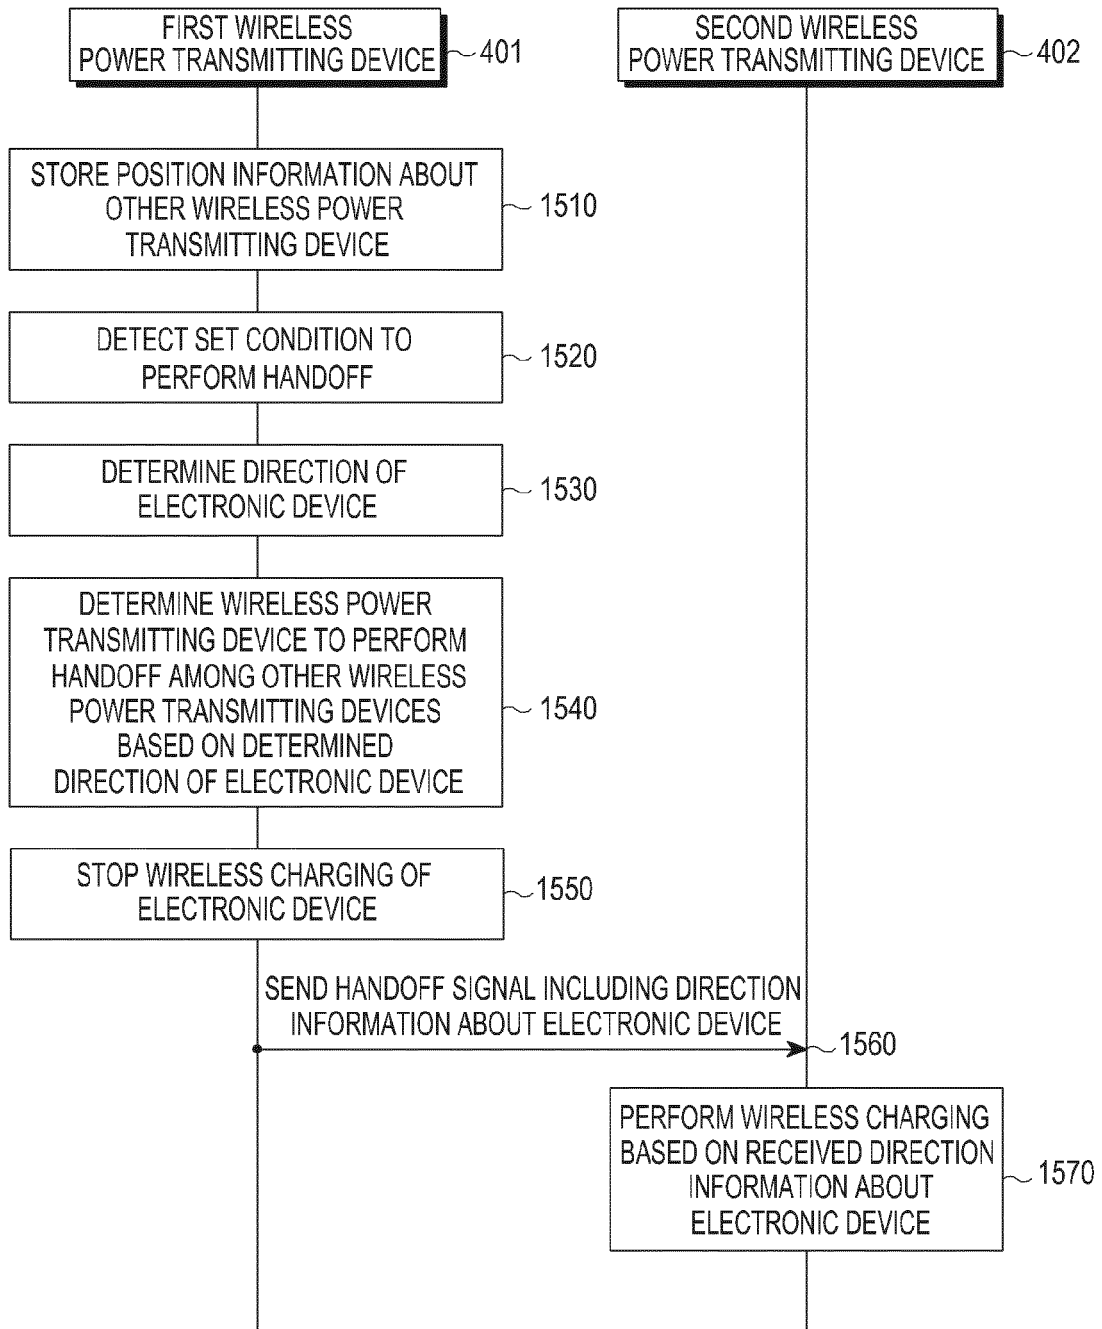 FIRST WIRELESS
POWER TRANSMITTING DEVICE
401
SECOND WIRELESS
POWER TRANSMITTING DEVICE
402
STORE POSITION INFORMATION ABOUT
OTHER WIRELESS POWER
TRANSMITTING DEVICE
1510
DETECT SET CONDITION TO
PERFORM HANDOFF
1520
DETERMINE DIRECTION OF
ELECTRONIC DEVICE
1530
DETERMINE WIRELESS POWER
TRANSMITTING DEVICE TO PERFORM
HANDOFF AMONG OTHER WIRELESS
POWER TRANSMITTING DEVICES
BASED ON DETERMINED
DIRECTION OF ELECTRONIC DEVICE
1540
STOP WIRELESS CHARGING OF
ELECTRONIC DEVICE
1550
SEND HANDOFF SIGNAL INCLUDING DIRECTION
INFORMATION ABOUT ELECTRONIC DEVICE
1560
PERFORM WIRELESS CHARGING
BASED ON RECEIVED DIRECTION
INFORMATION ABOUT
ELECTRONIC DEVICE
1570